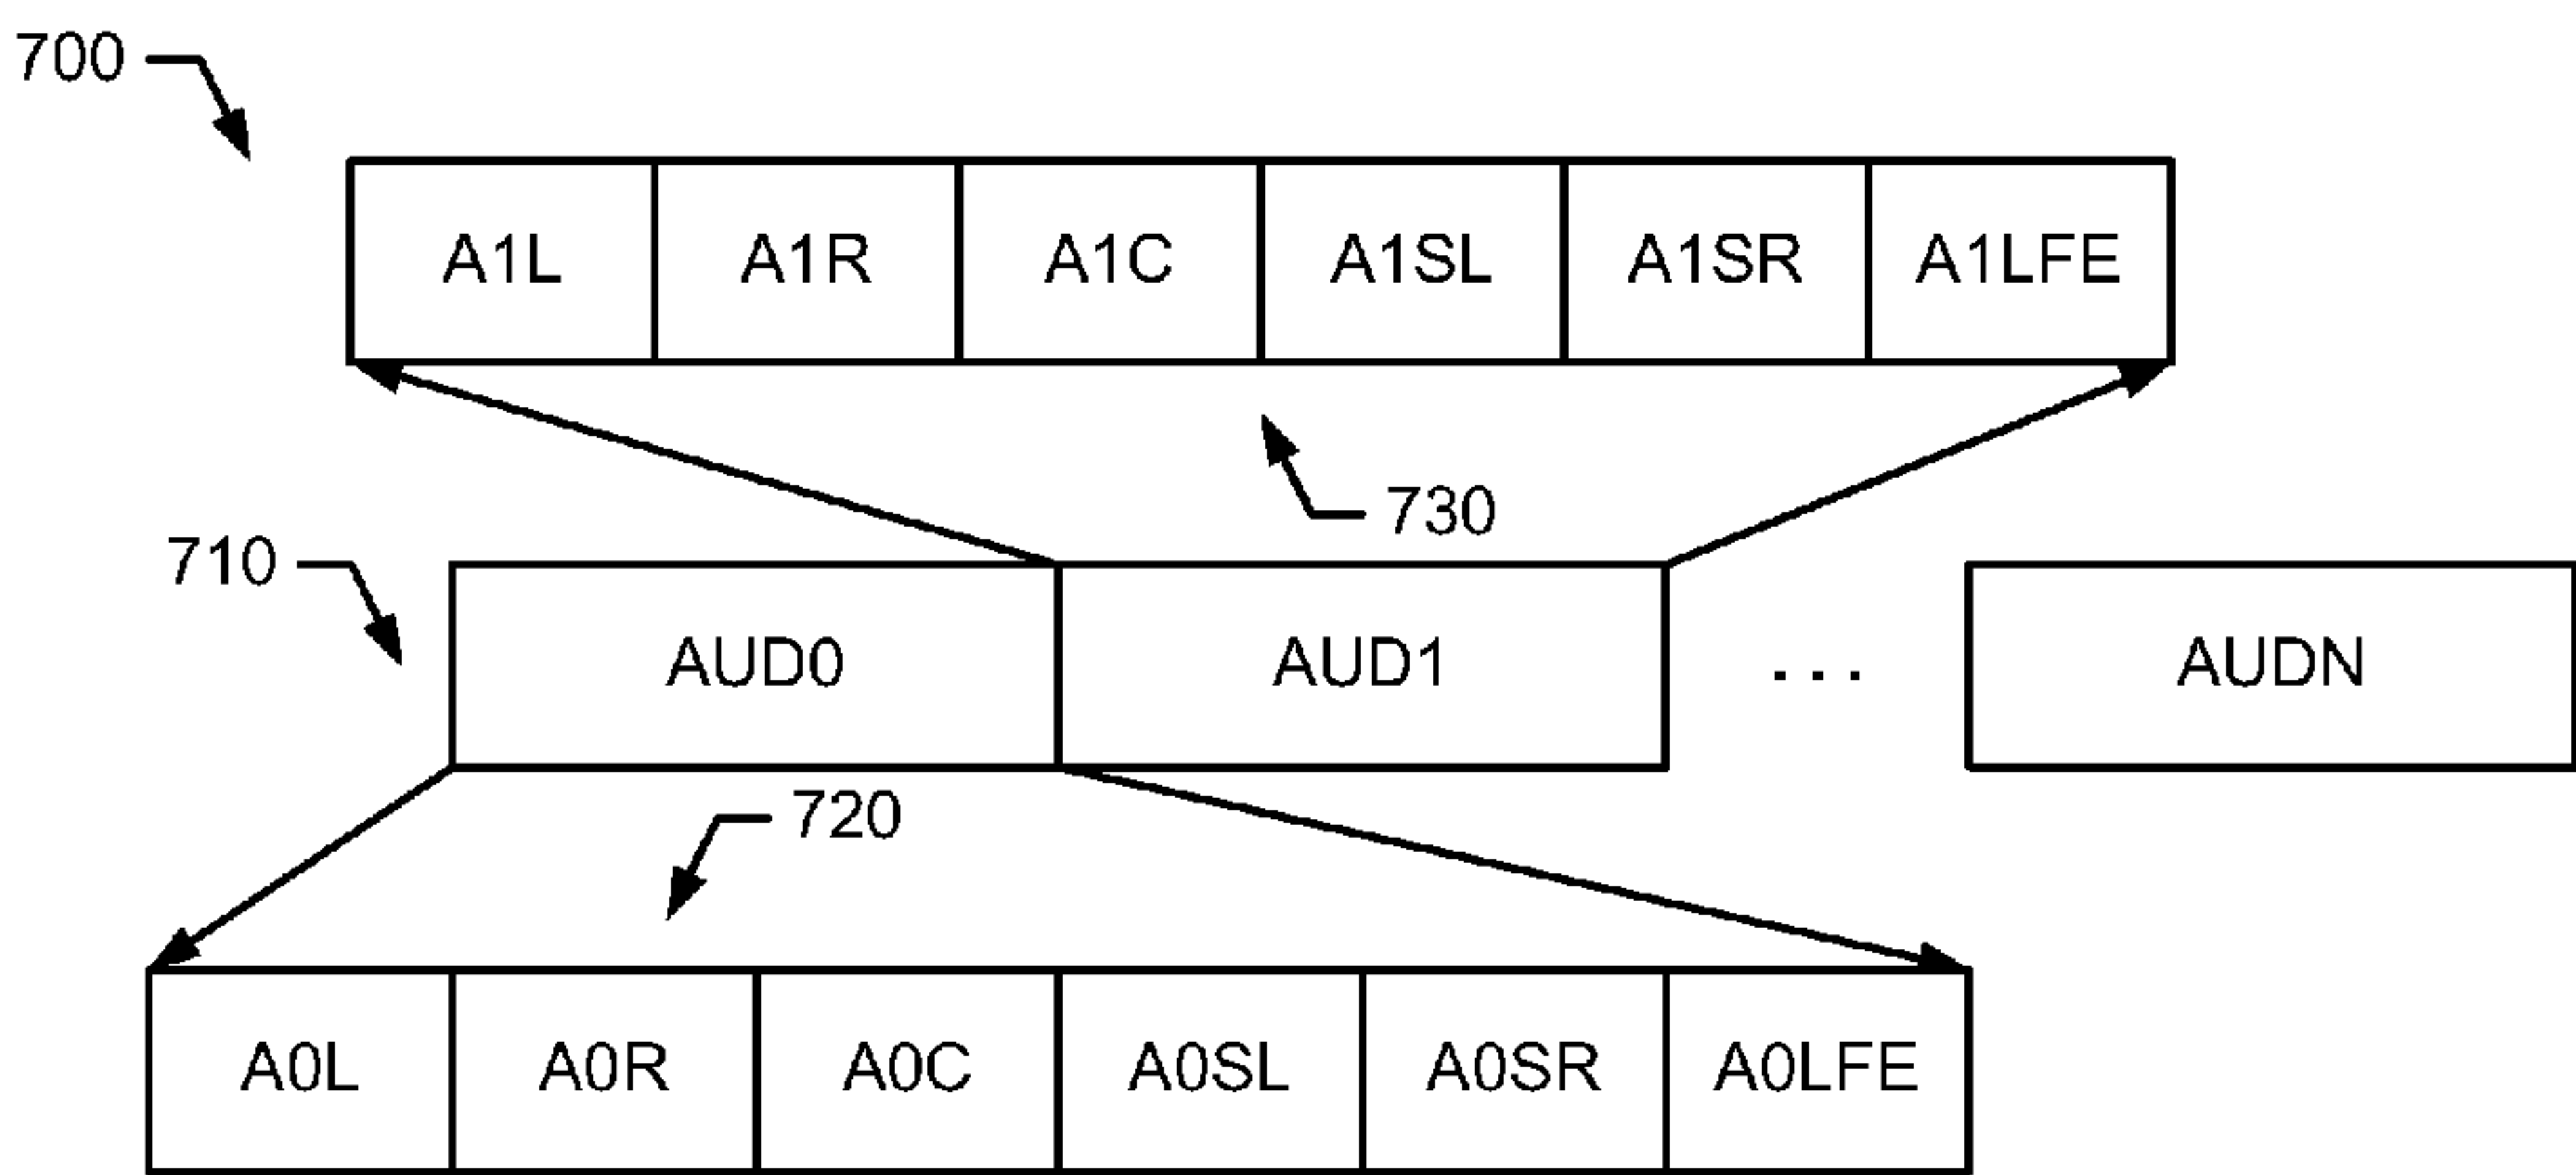 700
A1L A1R A1C A1SL A1SR A1LFE
730
710
AUD0 AUD1 ... AUDN
720
A0L A0R A0C A0SL A0SR A0LFE